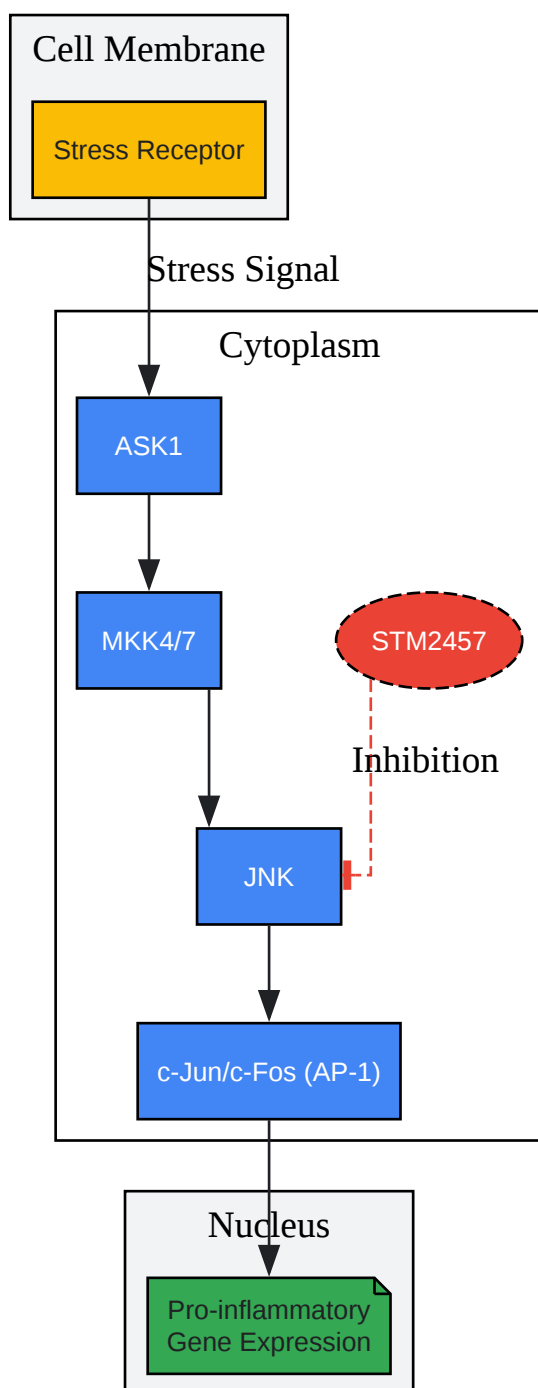 Cell Membrane
Stress Receptor
Stress Signal
Cytoplasm
ASK1
MKK4/7
STM2457
Inhibition
JNK
c-Jun/c-Fos (AP-1)
Nucleus
Pro-inflammatory
Gene Expression